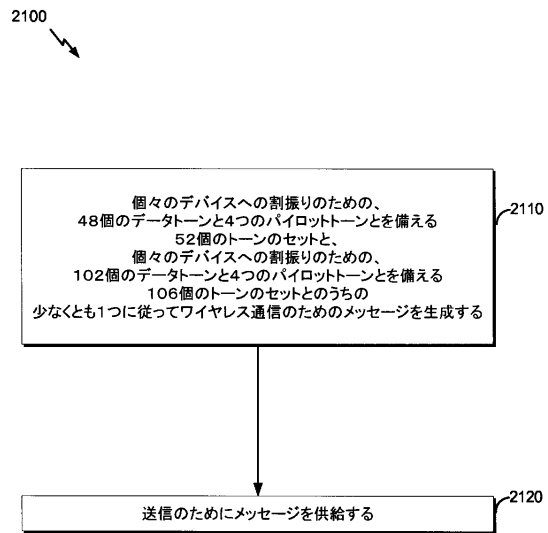 2100
個々のデバイスへの割振りのための、
48個のデータトーンと4つのパイロットトーンとを備える
52個のトーンのセットと、
個々のデバイスへの割振りのための、
102個のデータトーンと4つのパイロットトーンとを備える
106個のトーンのセットとのうちの
少なくとも1つに従ってワイヤレス通信のためのメッセージを生成する
2110
送信のためにメッセージを供給する
2120